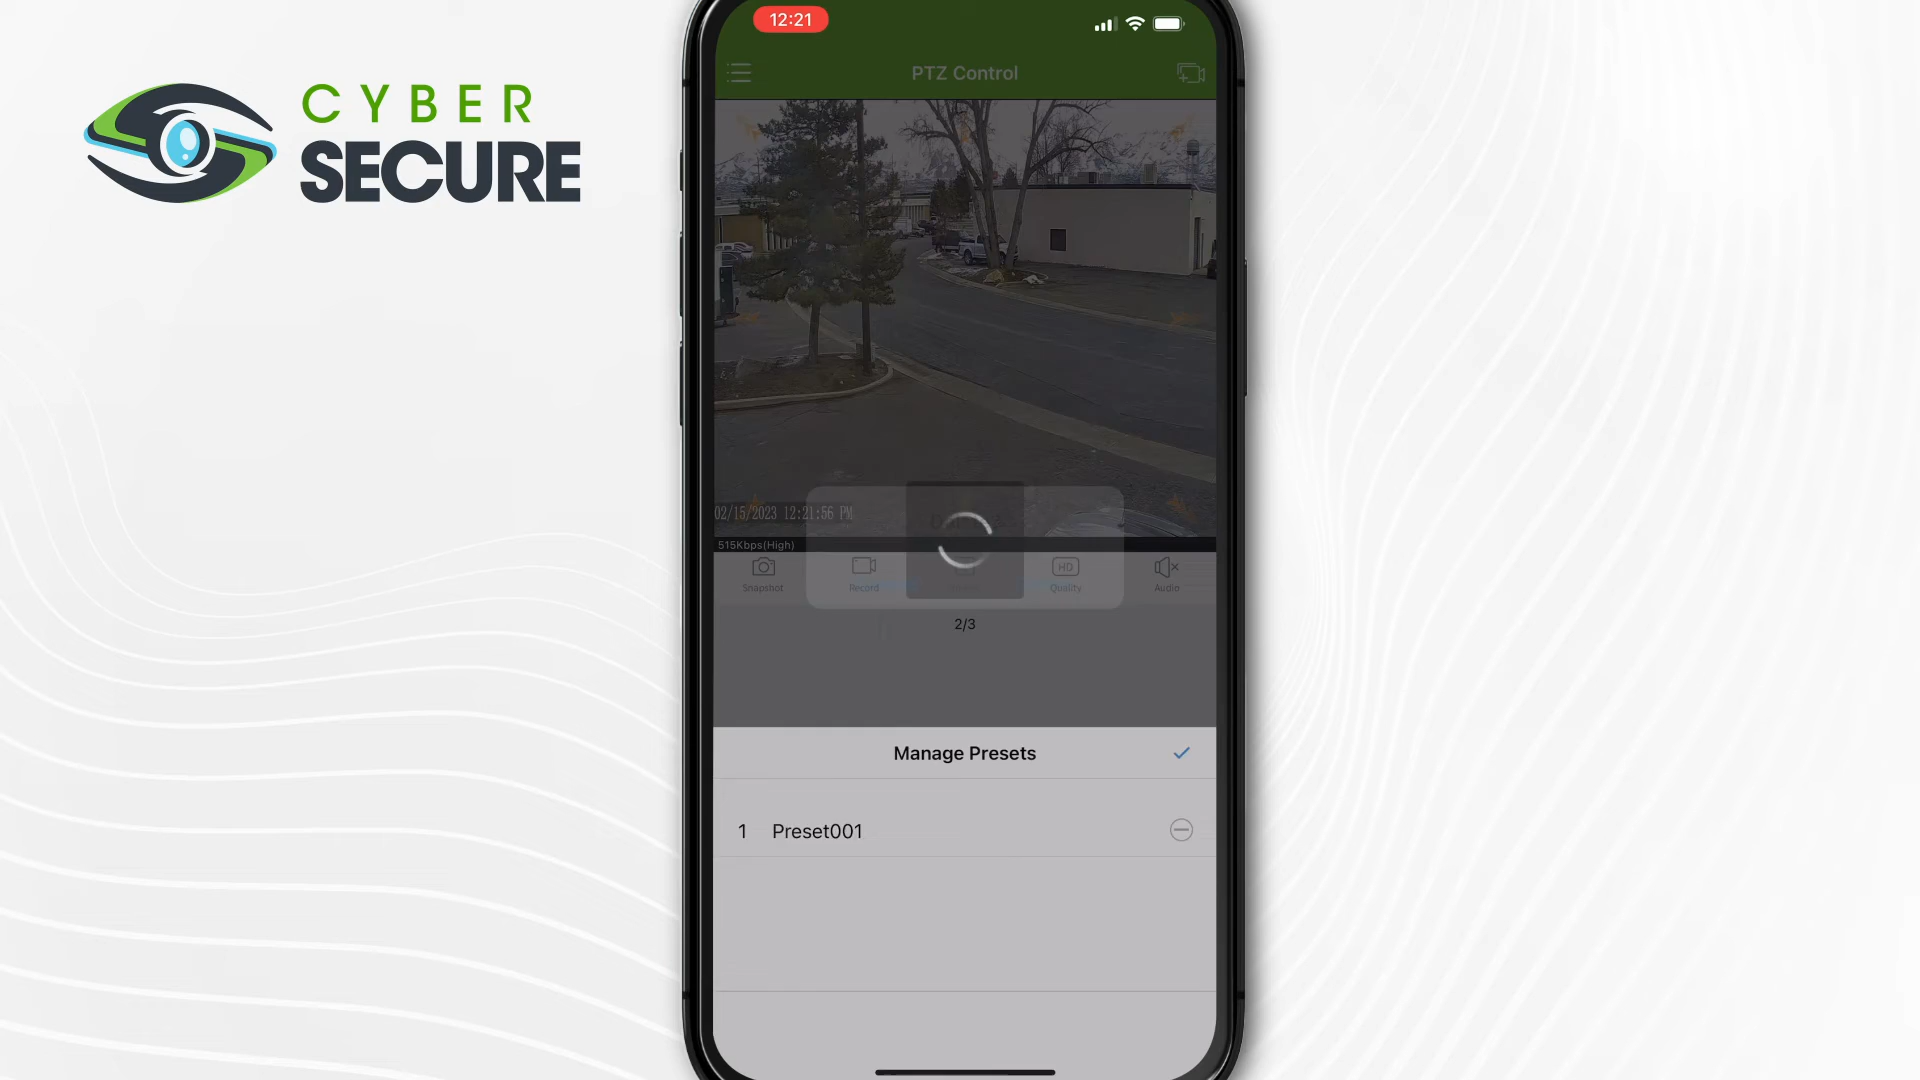 CYBER
SECURE
12:21
PTZ Control
02/15/2023 12:21:56 PM
515Kbps(High)
Snapshot
Record
HD
Quality
Audio
2/3
Manage Presets
1 Preset001